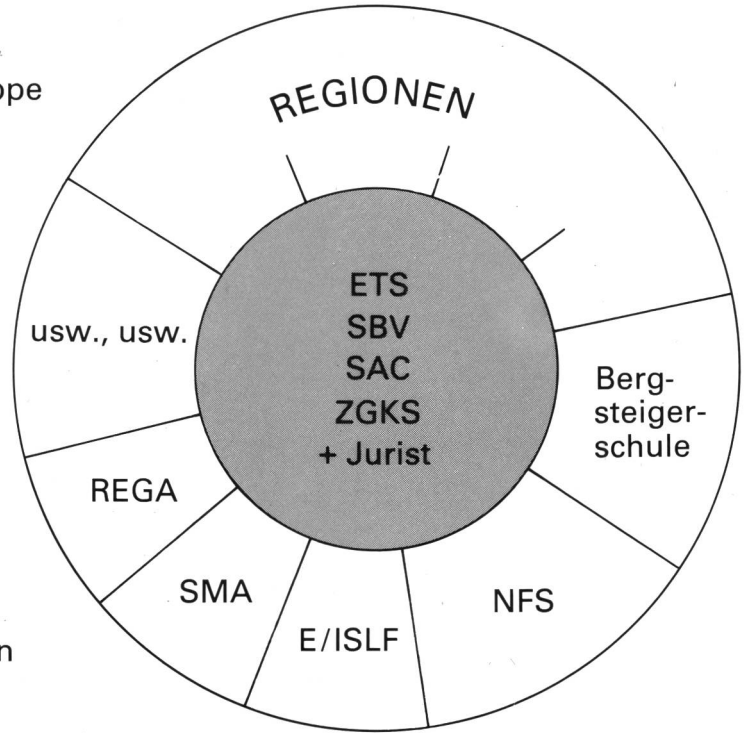 REGIONEN
usw., usw.
ETS
SBV
SAC
ZGKS
+ Jurist
Berg-
steiger-
schule
REGA
SMA
E/ISLF
NFS